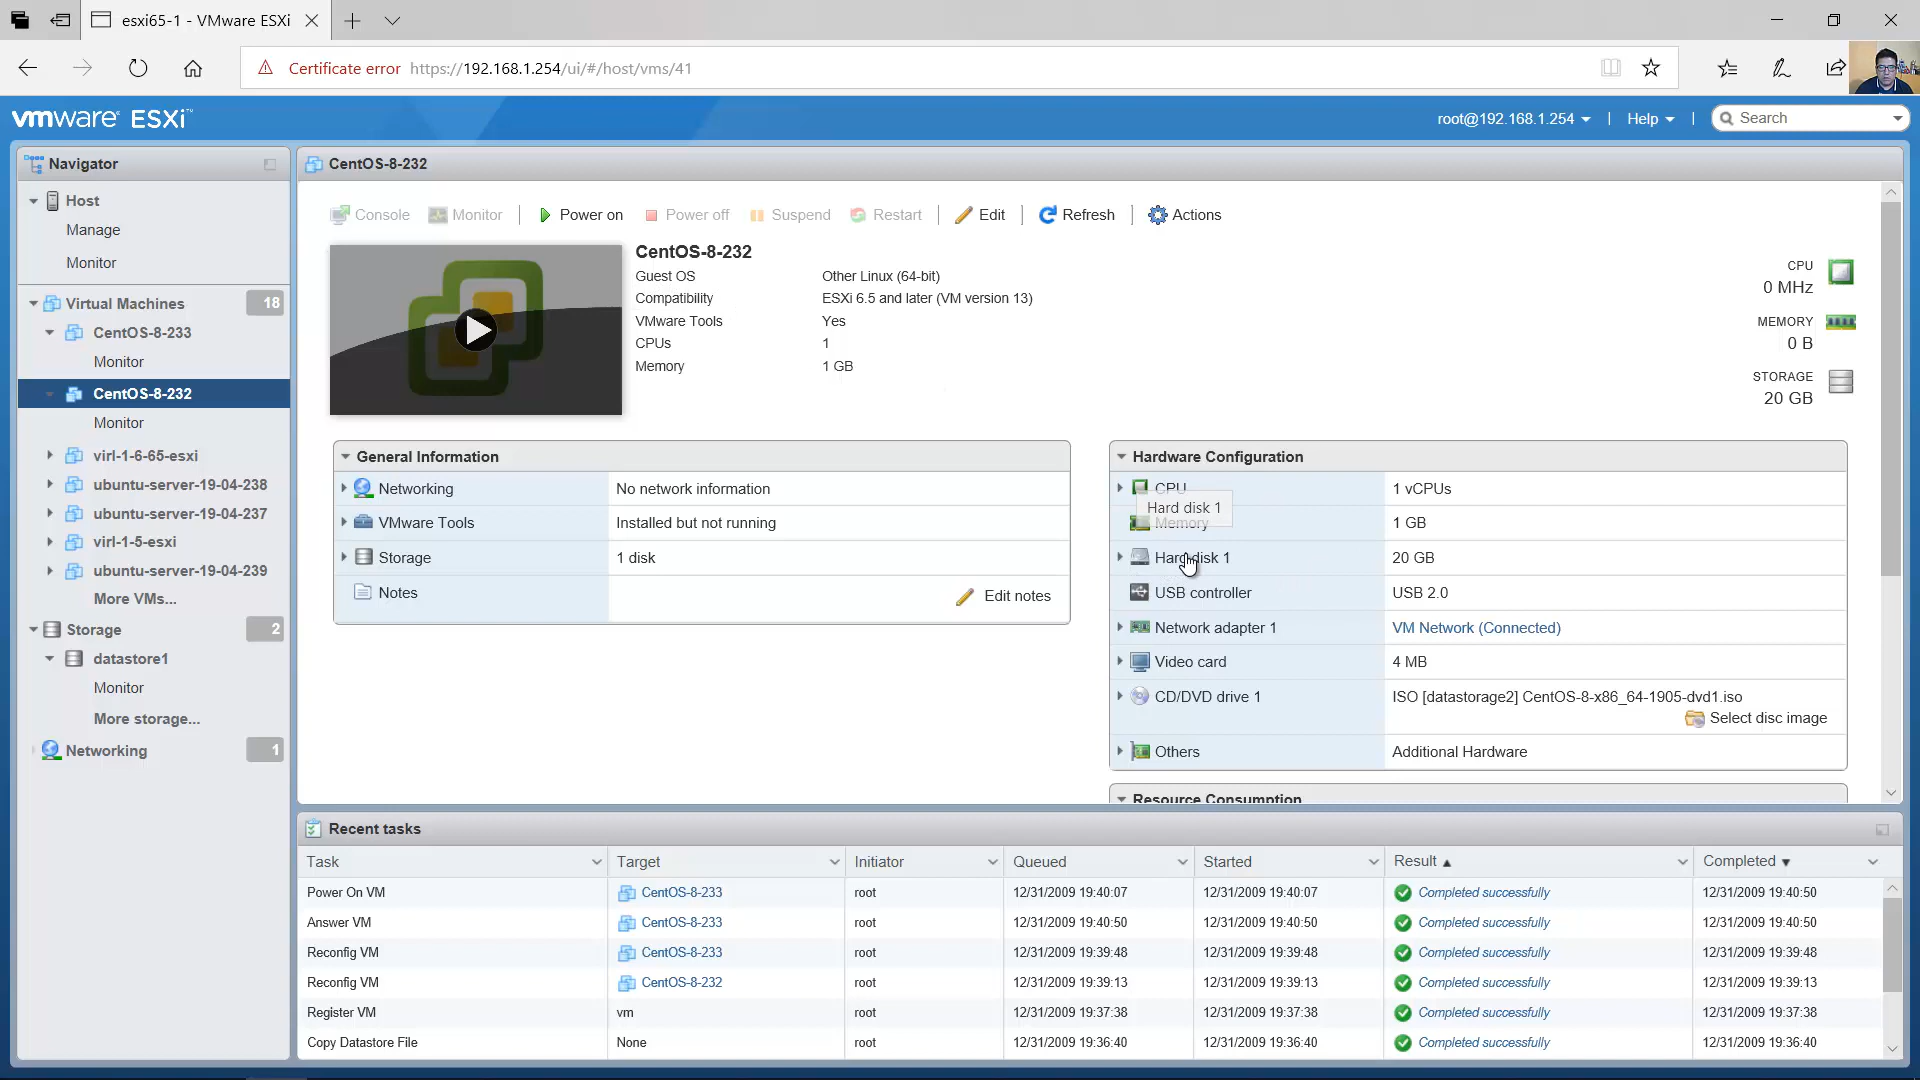 esxi65-1 - VMware ESXi
Certificate error https://192.168.1.254/ui/#/host/vms/41
vmware ESXi™
root@192.168.1.254 | Help | Search
Navigator
Host
Manage
Monitor
Virtual Machines 18
CentOS-8-233
Monitor
CentOS-8-232
Monitor
virl-1-6-65-esxi
ubuntu-server-19-04-238
ubuntu-server-19-04-237
virl-1-5-esxi
ubuntu-server-19-04-239
More VMs...
Storage 2
datastore1
Monitor
More storage...
Networking 1
CentOS-8-232
Console Monitor | Power on Power off Suspend Restart | Edit | Refresh | Actions
CentOS-8-232
Guest OS Other Linux (64-bit)
Compatibility ESXi 6.5 and later (VM version 13)
VMware Tools Yes
CPUs 1
Memory 1 GB
CPU
0 MHz
MEMORY
0 B
STORAGE
20 GB
General Information
Networking No network information
VMware Tools Installed but not running
Storage 1 disk
Notes Edit notes
Hardware Configuration
CPU 1 vCPUs
Hard disk 1
Memory 1 GB
Hard disk 1 20 GB
USB controller USB 2.0
Network adapter 1 VM Network (Connected)
Video card 4 MB
CD/DVD drive 1 ISO [datastorage2] CentOS-8-x86_64-1905-dvd1.iso
Select disc image
Others Additional Hardware
Resource Consumption
Recent tasks
Task Target Initiator Queued Started Result Completed
Power On VM CentOS-8-233 root 12/31/2009 19:40:07 12/31/2009 19:40:07 Completed successfully 12/31/2009 19:40:50
Answer VM CentOS-8-233 root 12/31/2009 19:40:50 12/31/2009 19:40:50 Completed successfully 12/31/2009 19:40:50
Reconfig VM CentOS-8-233 root 12/31/2009 19:39:48 12/31/2009 19:39:48 Completed successfully 12/31/2009 19:39:48
Reconfig VM CentOS-8-232 root 12/31/2009 19:39:13 12/31/2009 19:39:13 Completed successfully 12/31/2009 19:39:13
Register VM vm root 12/31/2009 19:37:38 12/31/2009 19:37:38 Completed successfully 12/31/2009 19:37:38
Copy Datastore File None root 12/31/2009 19:36:40 12/31/2009 19:36:40 Completed successfully 12/31/2009 19:36:40